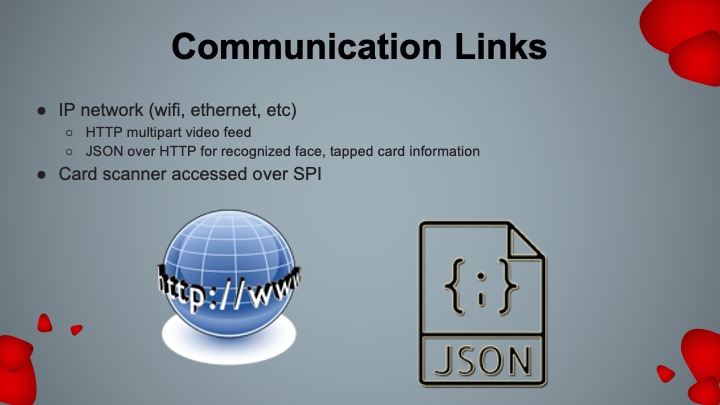 Communication Links
● IP network (wifi, ethernet, etc)
○ HTTP multipart video feed
○ JSON over HTTP for recognized face, tapped card information
● Card scanner accessed over SPI
http://www
{;}
JSON